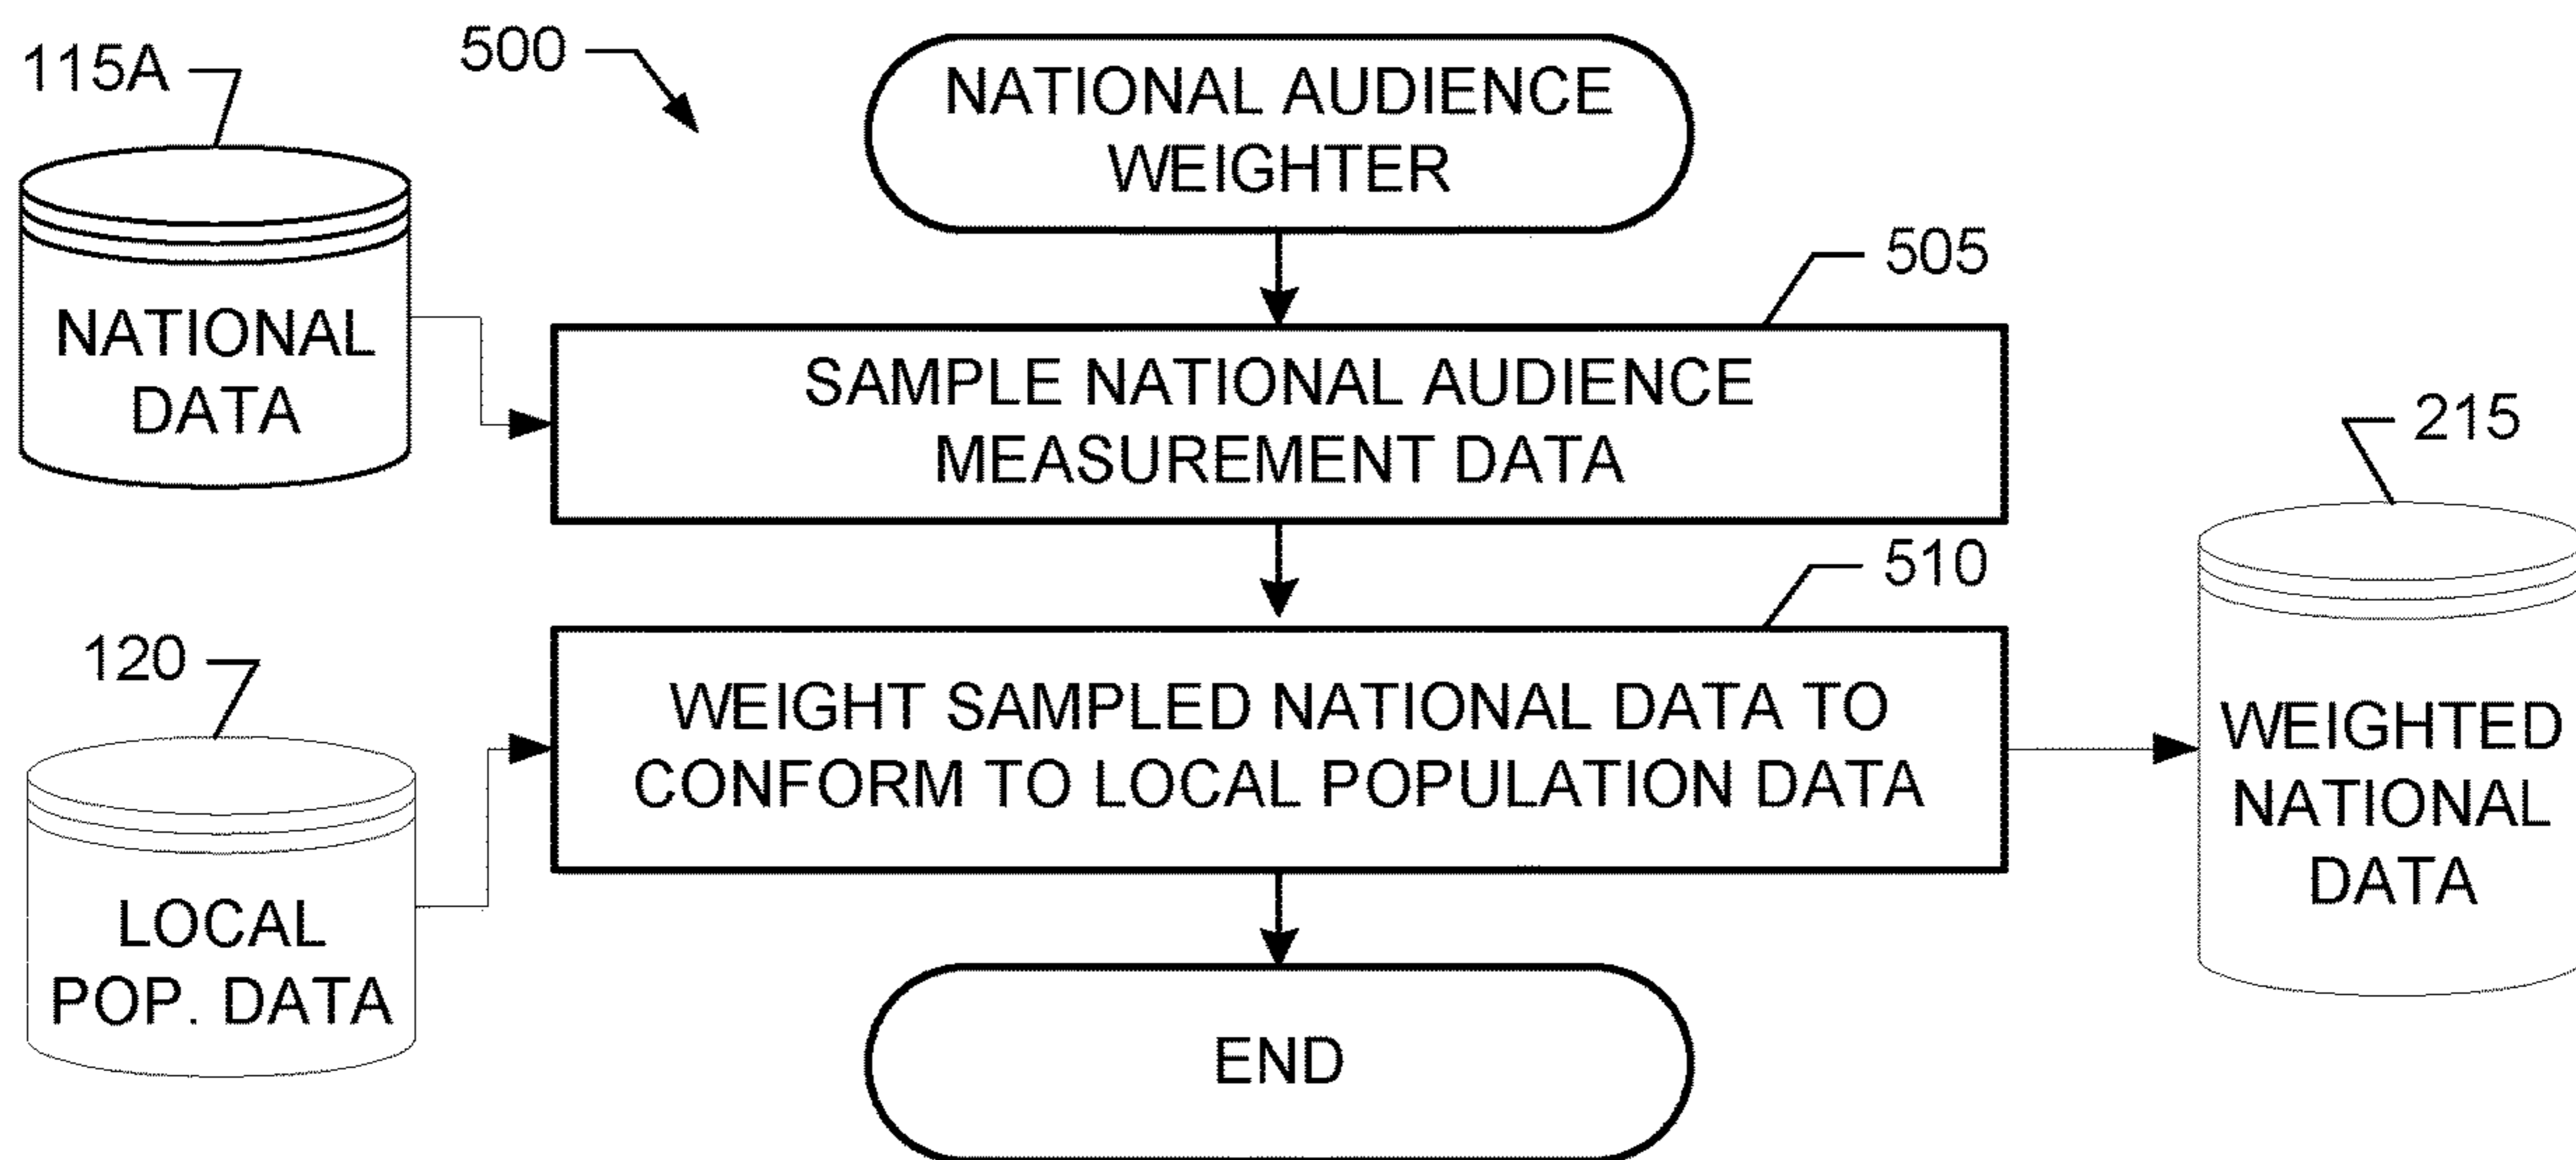 115A
500
NATIONAL AUDIENCE
WEIGHTER
NATIONAL
DATA
505
SAMPLE NATIONAL AUDIENCE
MEASUREMENT DATA
215
120
LOCAL
POP. DATA
510
WEIGHT SAMPLED NATIONAL DATA TO
CONFORM TO LOCAL POPULATION DATA
WEIGHTED
NATIONAL
DATA
END